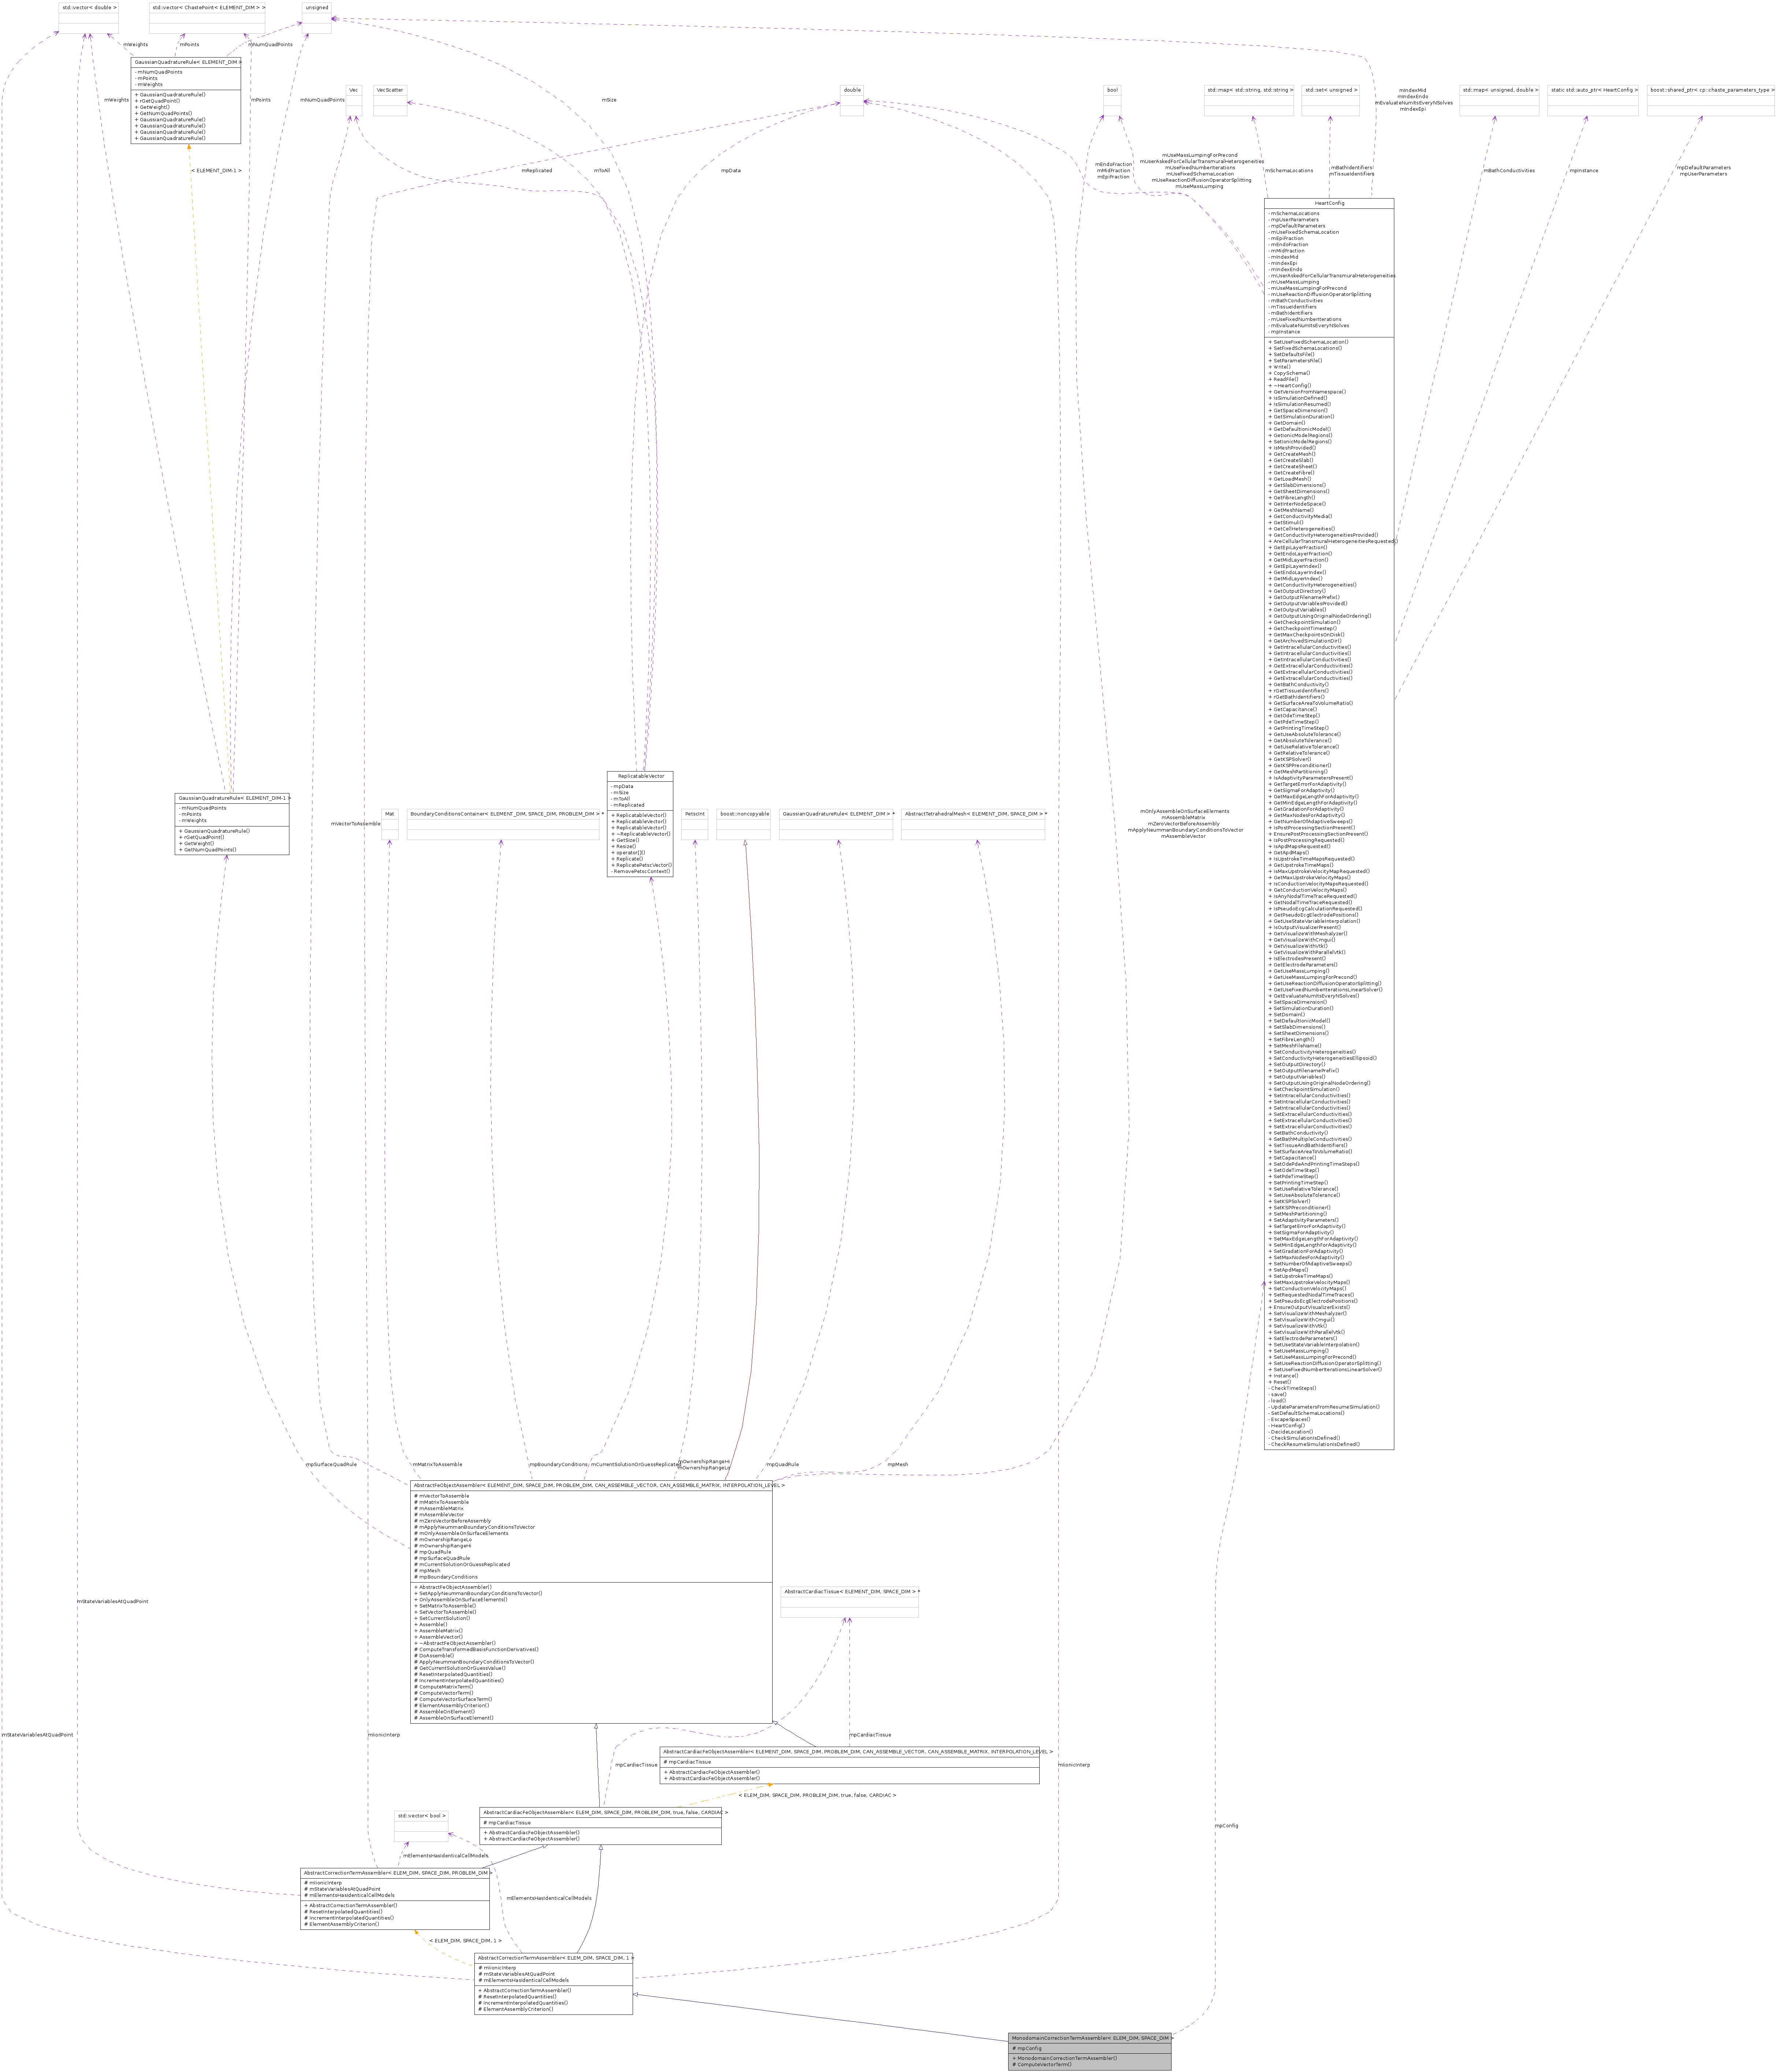 std::vector< double >
std::vector< ChastePoint< ELEMENT_DIM > >
unsigned
mWeights
mPoints
mNumQuadPoints
GaussianQuadratureRule< ELEMENT_DIM >
- mNumQuadPoints
- mPoints
- mWeights
+ GaussianQuadratureRule()
+ rGetQuadPoint()
+ GetWeight()
+ GetNumQuadPoints()
+ GaussianQuadratureRule()
+ GaussianQuadratureRule()
+ GaussianQuadratureRule()
+ GaussianQuadratureRule()
Vec
VecScatter
double
bool
std::map< std::string, std::string >
std::set< unsigned >
mIndexMid
mIndexEndo
mEvaluateNumItsEveryNSolves
mIndexEpi
std::map< unsigned, double >
static std::auto_ptr< HeartConfig >
boost::shared_ptr< cp::chaste_parameters_type >
mWeights
mPoints
mNumQuadPoints
mSize
< ELEMENT_DIM-1 >
mReplicated
mToAll
mpData
mEndoFraction
mMidFraction
mEpiFraction
mUseMassLumpingForPrecond
mUserAskedForCellularTransmuralHeterogeneities
mUseFixedNumberIterations
mUseFixedSchemaLocation
mUseReactionDiffusionOperatorSplitting
mUseMassLumping
mSchemaLocations
mBathIdentifiers
mTissueIdentifiers
mBathConductivities
mpInstance
mpDefaultParameters
mpUserParameters
HeartConfig
- mSchemaLocations
- mpUserParameters
- mpDefaultParameters
- mUseFixedSchemaLocation
- mEpiFraction
- mEndoFraction
- mMidFraction
- mIndexMid
- mIndexEpi
- mIndexEndo
- mUserAskedForCellularTransmuralHeterogeneities
- mUseMassLumping
- mUseMassLumpingForPrecond
- mUseReactionDiffusionOperatorSplitting
- mBathConductivities
- mTissueIdentifiers
- mBathIdentifiers
- mUseFixedNumberIterations
- mEvaluateNumItsEveryNSolves
- mpInstance
+ SetUseFixedSchemaLocation()
+ SetFixedSchemaLocations()
+ SetDefaultsFile()
+ SetParametersFile()
+ Write()
+ CopySchema()
+ ReadFile()
+ ~HeartConfig()
+ GetVersionFromNamespace()
+ IsSimulationDefined()
+ IsSimulationResumed()
+ GetSpaceDimension()
+ GetSimulationDuration()
+ GetDomain()
+ GetDefaultIonicModel()
+ GetIonicModelRegions()
+ SetIonicModelRegions()
+ IsMeshProvided()
+ GetCreateMesh()
+ GetCreateSlab()
+ GetCreateSheet()
+ GetCreateFibre()
+ GetLoadMesh()
+ GetSlabDimensions()
+ GetSheetDimensions()
+ GetFibreLength()
+ GetInterNodeSpace()
+ GetMeshName()
+ GetConductivityMedia()
+ GetStimuli()
+ GetCellHeterogeneities()
+ GetConductivityHeterogeneitiesProvided()
+ AreCellularTransmuralHeterogeneitiesRequested()
+ GetEpiLayerFraction()
+ GetEndoLayerFraction()
+ GetMidLayerFraction()
+ GetEpiLayerIndex()
+ GetEndoLayerIndex()
+ GetMidLayerIndex()
+ GetConductivityHeterogeneities()
+ GetOutputDirectory()
+ GetOutputFilenamePrefix()
+ GetOutputVariablesProvided()
+ GetOutputVariables()
+ GetOutputUsingOriginalNodeOrdering()
+ GetCheckpointSimulation()
+ GetCheckpointTimestep()
+ GetMaxCheckpointsOnDisk()
+ GetArchivedSimulationDir()
+ GetIntracellularConductivities()
+ GetIntracellularConductivities()
+ GetIntracellularConductivities()
+ GetExtracellularConductivities()
+ GetExtracellularConductivities()
+ GetExtracellularConductivities()
+ GetBathConductivity()
+ rGetTissueIdentifiers()
+ rGetBathIdentifiers()
+ GetSurfaceAreaToVolumeRatio()
+ GetCapacitance()
+ GetOdeTimeStep()
+ GetPdeTimeStep()
+ GetPrintingTimeStep()
+ GetUseAbsoluteTolerance()
+ GetAbsoluteTolerance()
+ GetUseRelativeTolerance()
+ GetRelativeTolerance()
+ GetKSPSolver()
+ GetKSPPreconditioner()
+ GetMeshPartitioning()
+ IsAdaptivityParametersPresent()
+ GetTargetErrorForAdaptivity()
+ GetSigmaForAdaptivity()
+ GetMaxEdgeLengthForAdaptivity()
+ GetMinEdgeLengthForAdaptivity()
+ GetGradationForAdaptivity()
+ GetMaxNodesForAdaptivity()
+ GetNumberOfAdaptiveSweeps()
+ IsPostProcessingSectionPresent()
+ EnsurePostProcessingSectionPresent()
+ IsPostProcessingRequested()
+ IsApdMapsRequested()
+ GetApdMaps()
+ IsUpstrokeTimeMapsRequested()
+ GetUpstrokeTimeMaps()
+ IsMaxUpstrokeVelocityMapRequested()
+ GetMaxUpstrokeVelocityMaps()
+ IsConductionVelocityMapsRequested()
+ GetConductionVelocityMaps()
+ IsAnyNodalTimeTraceRequested()
+ GetNodalTimeTraceRequested()
+ IsPseudoEcgCalculationRequested()
+ GetPseudoEcgElectrodePositions()
+ GetUseStateVariableInterpolation()
+ IsOutputVisualizerPresent()
+ GetVisualizeWithMeshalyzer()
+ GetVisualizeWithCmgui()
+ GetVisualizeWithVtk()
+ GetVisualizeWithParallelVtk()
+ IsElectrodesPresent()
+ GetElectrodeParameters()
+ GetUseMassLumping()
+ GetUseMassLumpingForPrecond()
+ GetUseReactionDiffusionOperatorSplitting()
+ GetUseFixedNumberIterationsLinearSolver()
+ GetEvaluateNumItsEveryNSolves()
+ SetSpaceDimension()
+ SetSimulationDuration()
+ SetDomain()
+ SetDefaultIonicModel()
+ SetSlabDimensions()
+ SetSheetDimensions()
+ SetFibreLength()
+ SetMeshFileName()
+ SetConductivityHeterogeneities()
+ SetConductivityHeterogeneitiesEllipsoid()
+ SetOutputDirectory()
+ SetOutputFilenamePrefix()
+ SetOutputVariables()
+ SetOutputUsingOriginalNodeOrdering()
+ SetCheckpointSimulation()
+ SetIntracellularConductivities()
+ SetIntracellularConductivities()
+ SetIntracellularConductivities()
+ SetExtracellularConductivities()
+ SetExtracellularConductivities()
+ SetExtracellularConductivities()
+ SetBathConductivity()
+ SetBathMultipleConductivities()
+ SetTissueAndBathIdentifiers()
+ SetSurfaceAreaToVolumeRatio()
+ SetCapacitance()
+ SetOdePdeAndPrintingTimeSteps()
+ SetOdeTimeStep()
+ SetPdeTimeStep()
+ SetPrintingTimeStep()
+ SetUseRelativeTolerance()
+ SetUseAbsoluteTolerance()
+ SetKSPSolver()
+ SetKSPPreconditioner()
+ SetMeshPartitioning()
+ SetAdaptivityParameters()
+ SetTargetErrorForAdaptivity()
+ SetSigmaForAdaptivity()
+ SetMaxEdgeLengthForAdaptivity()
+ SetMinEdgeLengthForAdaptivity()
+ SetGradationForAdaptivity()
+ SetMaxNodesForAdaptivity()
+ SetNumberOfAdaptiveSweeps()
+ SetApdMaps()
+ SetUpstrokeTimeMaps()
+ SetMaxUpstrokeVelocityMaps()
+ SetConductionVelocityMaps()
+ SetRequestedNodalTimeTraces()
+ SetPseudoEcgElectrodePositions()
+ EnsureOutputVisualizerExists()
+ SetVisualizeWithMeshalyzer()
+ SetVisualizeWithCmgui()
+ SetVisualizeWithVtk()
+ SetVisualizeWithParallelVtk()
+ SetElectrodeParameters()
+ SetUseStateVariableInterpolation()
+ SetUseMassLumping()
+ SetUseMassLumpingForPrecond()
+ SetUseReactionDiffusionOperatorSplitting()
+ SetUseFixedNumberIterationsLinearSolver()
+ Instance()
+ Reset()
- CheckTimeSteps()
- save()
- load()
- UpdateParametersFromResumeSimulation()
- SetDefaultSchemaLocations()
- EscapeSpaces()
- HeartConfig()
- DecideLocation()
- CheckSimulationIsDefined()
- CheckResumeSimulationIsDefined()
GaussianQuadratureRule< ELEMENT_DIM-1 >
- mNumQuadPoints
- mPoints
- mWeights
+ GaussianQuadratureRule()
+ rGetQuadPoint()
+ GetWeight()
+ GetNumQuadPoints()
mVectorToAssemble
ReplicatableVector
- mpData
- mSize
- mToAll
- mReplicated
+ ReplicatableVector()
+ ReplicatableVector()
+ ReplicatableVector()
+ ~ReplicatableVector()
+ GetSize()
+ Resize()
+ operator[]()
+ Replicate()
+ ReplicatePetscVector()
- RemovePetscContext()
Mat
BoundaryConditionsContainer< ELEMENT_DIM, SPACE_DIM, PROBLEM_DIM > *
PetscInt
boost::noncopyable
GaussianQuadratureRule< ELEMENT_DIM > *
AbstractTetrahedralMesh< ELEMENT_DIM, SPACE_DIM > *
mOnlyAssembleOnSurfaceElements
mAssembleMatrix
mZeroVectorBeforeAssembly
mApplyNeummanBoundaryConditionsToVector
mAssembleVector
mpSurfaceQuadRule
mMatrixToAssemble
mpBoundaryConditions
mCurrentSolutionOrGuessReplicated
mOwnershipRangeHi
mOwnershipRangeLo
mpQuadRule
mpMesh
AbstractFeObjectAssembler< ELEMENT_DIM, SPACE_DIM, PROBLEM_DIM, CAN_ASSEMBLE_VECTOR, CAN_ASSEMBLE_MATRIX, INTERPOLATION_LEVEL >
# mVectorToAssemble
# mMatrixToAssemble
# mAssembleMatrix
# mAssembleVector
# mZeroVectorBeforeAssembly
# mApplyNeummanBoundaryConditionsToVector
# mOnlyAssembleOnSurfaceElements
# mOwnershipRangeLo
# mOwnershipRangeHi
# mpQuadRule
# mpSurfaceQuadRule
# mCurrentSolutionOrGuessReplicated
# mpMesh
# mpBoundaryConditions
+ AbstractFeObjectAssembler()
+ SetApplyNeummanBoundaryConditionsToVector()
+ OnlyAssembleOnSurfaceElements()
+ SetMatrixToAssemble()
+ SetVectorToAssemble()
+ SetCurrentSolution()
+ Assemble()
+ AssembleMatrix()
+ AssembleVector()
+ ~AbstractFeObjectAssembler()
# ComputeTransformedBasisFunctionDerivatives()
# DoAssemble()
# ApplyNeummanBoundaryConditionsToVector()
# GetCurrentSolutionOrGuessValue()
# ResetInterpolatedQuantities()
# IncrementInterpolatedQuantities()
# ComputeMatrixTerm()
# ComputeVectorTerm()
# ComputeVectorSurfaceTerm()
# ElementAssemblyCriterion()
# AssembleOnElement()
# AssembleOnSurfaceElement()
AbstractCardiacTissue< ELEMENT_DIM, SPACE_DIM > *
mStateVariablesAtQuadPoint
mStateVariablesAtQuadPoint
mIionicInterp
mpCardiacTissue
mpCardiacTissue
mIionicInterp
AbstractCardiacFeObjectAssembler< ELEMENT_DIM, SPACE_DIM, PROBLEM_DIM, CAN_ASSEMBLE_VECTOR, CAN_ASSEMBLE_MATRIX, INTERPOLATION_LEVEL >
# mpCardiacTissue
+ AbstractCardiacFeObjectAssembler()
+ AbstractCardiacFeObjectAssembler()
< ELEM_DIM, SPACE_DIM, PROBLEM_DIM, true, false, CARDIAC >
std::vector< bool >
AbstractCardiacFeObjectAssembler< ELEM_DIM, SPACE_DIM, PROBLEM_DIM, true, false, CARDIAC >
# mpCardiacTissue
+ AbstractCardiacFeObjectAssembler()
+ AbstractCardiacFeObjectAssembler()
mpConfig
mElementsHasIdenticalCellModels
AbstractCorrectionTermAssembler< ELEM_DIM, SPACE_DIM, PROBLEM_DIM >
# mIionicInterp
# mStateVariablesAtQuadPoint
# mElementsHasIdenticalCellModels
+ AbstractCorrectionTermAssembler()
# ResetInterpolatedQuantities()
# IncrementInterpolatedQuantities()
# ElementAssemblyCriterion()
mElementsHasIdenticalCellModels
< ELEM_DIM, SPACE_DIM, 1 >
AbstractCorrectionTermAssembler< ELEM_DIM, SPACE_DIM, 1 >
# mIionicInterp
# mStateVariablesAtQuadPoint
# mElementsHasIdenticalCellModels
+ AbstractCorrectionTermAssembler()
# ResetInterpolatedQuantities()
# IncrementInterpolatedQuantities()
# ElementAssemblyCriterion()
MonodomainCorrectionTermAssembler< ELEM_DIM, SPACE_DIM >
# mpConfig
+ MonodomainCorrectionTermAssembler()
# ComputeVectorTerm()